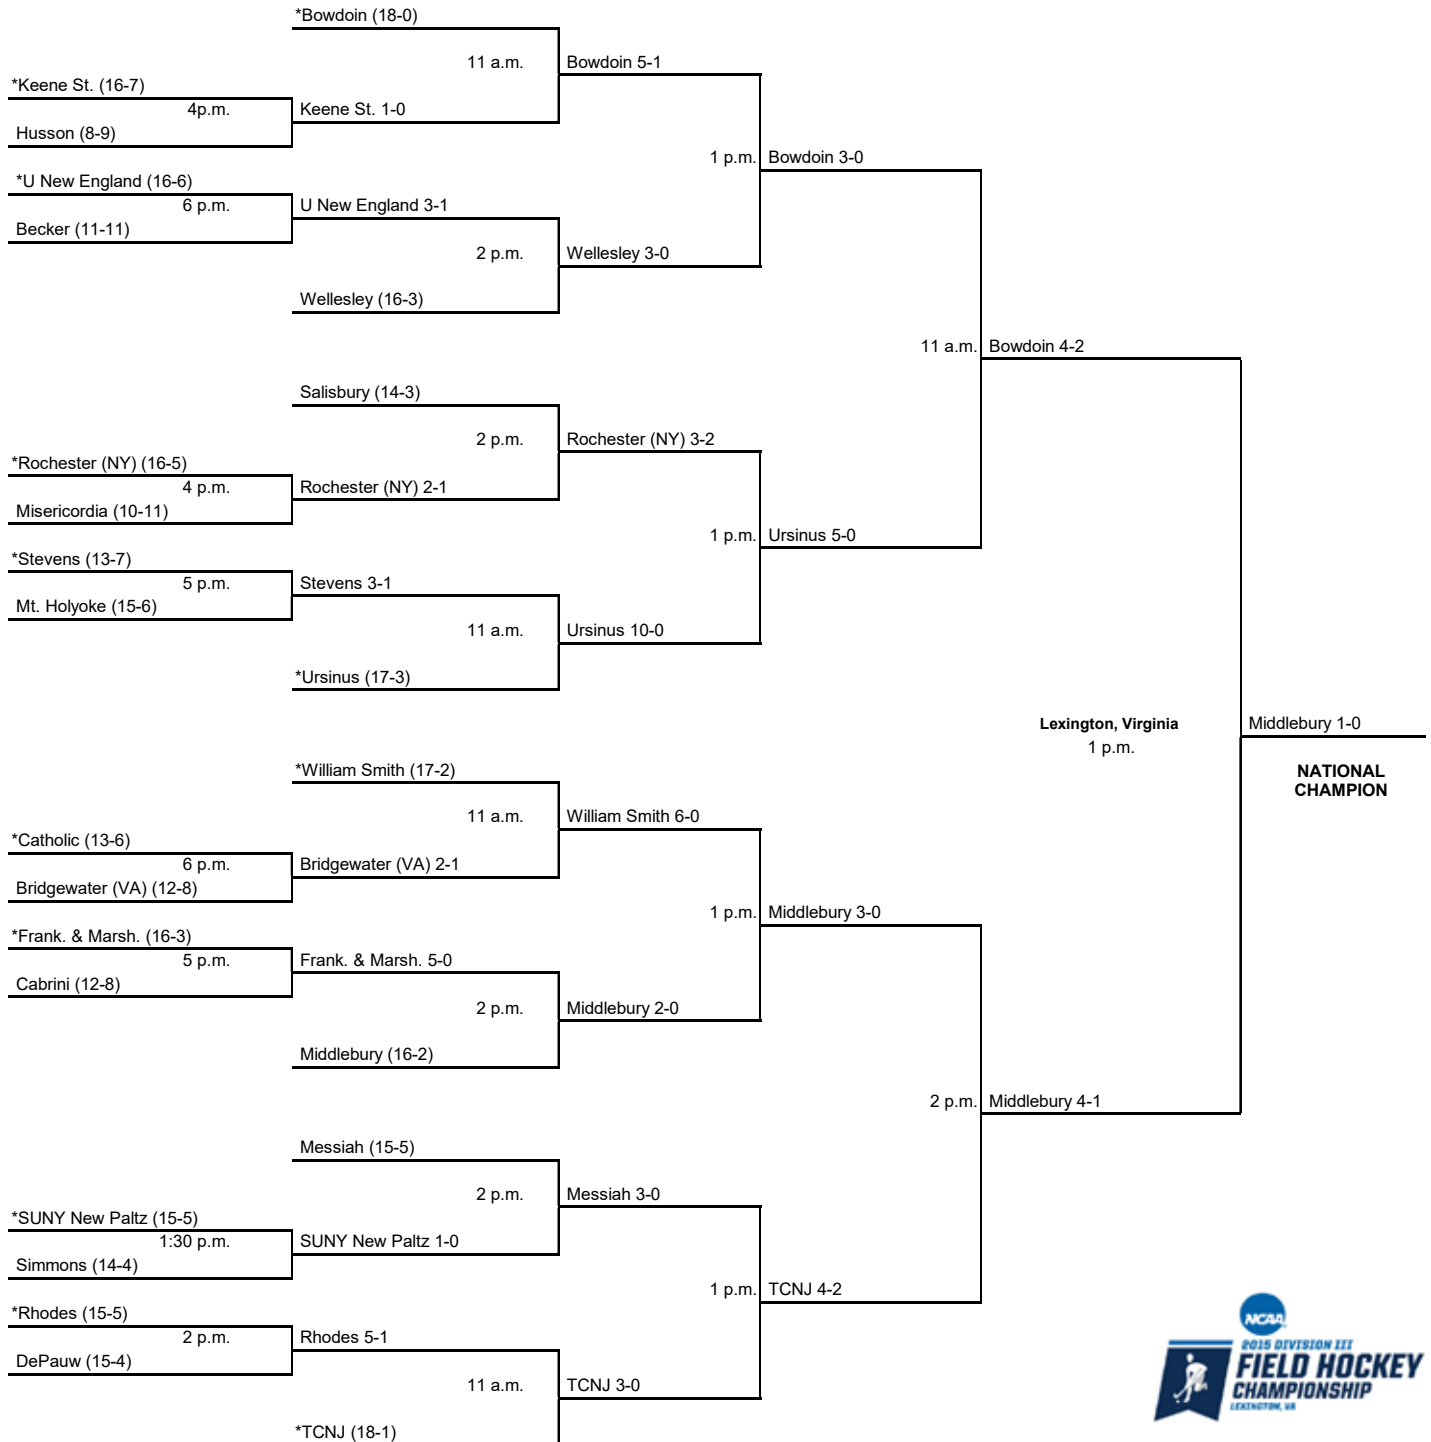 *Bowdoin (18-0)
11 a.m.
Bowdoin 5-1
*Keene St. (16-7)
4p.m.
Keene St. 1-0
Husson (8-9)
1 p.m.
Bowdoin 3-0
*U New England (16-6)
6 p.m.
U New England 3-1
Becker (11-11)
2 p.m.
Wellesley 3-0
Wellesley (16-3)
11 a.m.
Bowdoin 4-2
Salisbury (14-3)
2 p.m.
Rochester (NY) 3-2
*Rochester (NY) (16-5)
4 p.m.
Rochester (NY) 2-1
Misericordia (10-11)
1 p.m.
Ursinus 5-0
*Stevens (13-7)
5 p.m.
Stevens 3-1
Mt. Holyoke (15-6)
11 a.m.
Ursinus 10-0
*Ursinus (17-3)
Lexington, Virginia
1 p.m.
Middlebury 1-0
NATIONAL
CHAMPION
*William Smith (17-2)
11 a.m.
William Smith 6-0
*Catholic (13-6)
6 p.m.
Bridgewater (VA) 2-1
Bridgewater (VA) (12-8)
1 p.m.
Middlebury 3-0
*Frank. & Marsh. (16-3)
5 p.m.
Frank. & Marsh. 5-0
Cabrini (12-8)
2 p.m.
Middlebury 2-0
Middlebury (16-2)
2 p.m.
Middlebury 4-1
Messiah (15-5)
2 p.m.
Messiah 3-0
*SUNY New Paltz (15-5)
1:30 p.m.
SUNY New Paltz 1-0
Simmons (14-4)
1 p.m.
TCNJ 4-2
*Rhodes (15-5)
2 p.m.
Rhodes 5-1
DePauw (15-4)
11 a.m.
TCNJ 3-0
*TCNJ (18-1)
NCAA
2015 DIVISION III
FIELD HOCKEY
CHAMPIONSHIP
LEXINGTON, VA